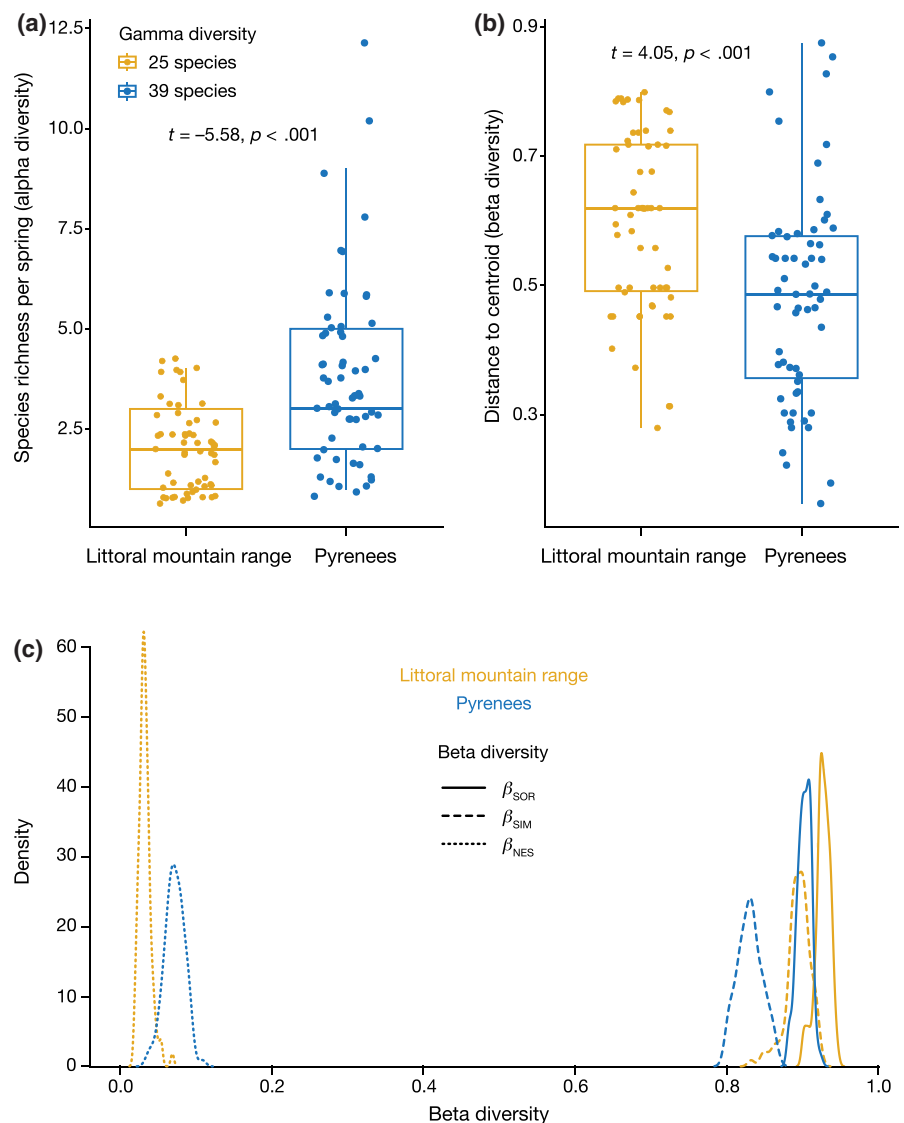 (a)
12.5
10.0
7.5
5.0
2.5
Species richness per spring (alpha diversity)
Gamma diversity
25 species
39 species
t = –5.58, p < .001
Littoral mountain range
Pyrenees
(b)
0.9
0.7
0.5
0.3
Distance to centroid (beta diversity)
t = 4.05, p < .001
Littoral mountain range
Pyrenees
(c)
60
50
40
30
20
10
0
Density
Littoral mountain range
Pyrenees
Beta diversity
βSOR
βSIM
βNES
0.0
0.2
0.4
0.6
0.8
1.0
Beta diversity